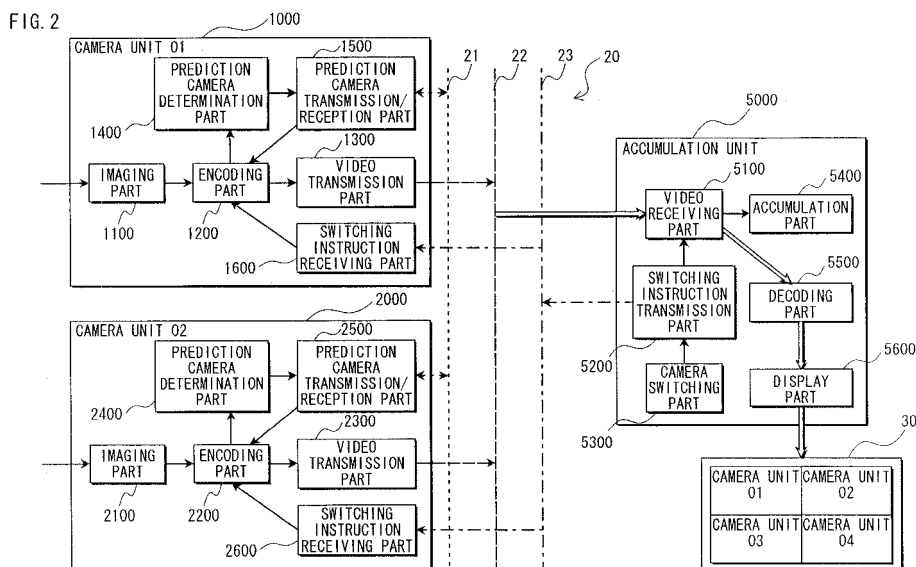 FIG. 2
1000
CAMERA UNIT 01
1500
21
22
23
20
PREDICTION
CAMERA
DETERMINATION
PART
PREDICTION
CAMERA
TRANSMISSION/
RECEPTION PART
1400
1300
IMAGING
PART
ENCODING
PART
VIDEO
TRANSMISSION
PART
1100
1200
SWITCHING
INSTRUCTION
RECEIVING PART
1600
5000
ACCUMULATION UNIT
5100
5400
VIDEO
RECEIVING
PART
ACCUMULATION
PART
5500
SWITCHING
INSTRUCTION
TRANSMISSION
PART
DECODING
PART
5200
5600
CAMERA
SWITCHING
PART
DISPLAY
PART
5300
2000
CAMERA UNIT 02
2500
PREDICTION
CAMERA
DETERMINATION
PART
PREDICTION
CAMERA
TRANSMISSION/
RECEPTION PART
2400
2300
IMAGING
PART
ENCODING
PART
VIDEO
TRANSMISSION
PART
2100
2200
SWITCHING
INSTRUCTION
RECEIVING PART
2600
30
CAMERA UNIT
01
CAMERA UNIT
02
CAMERA UNIT
03
CAMERA UNIT
04